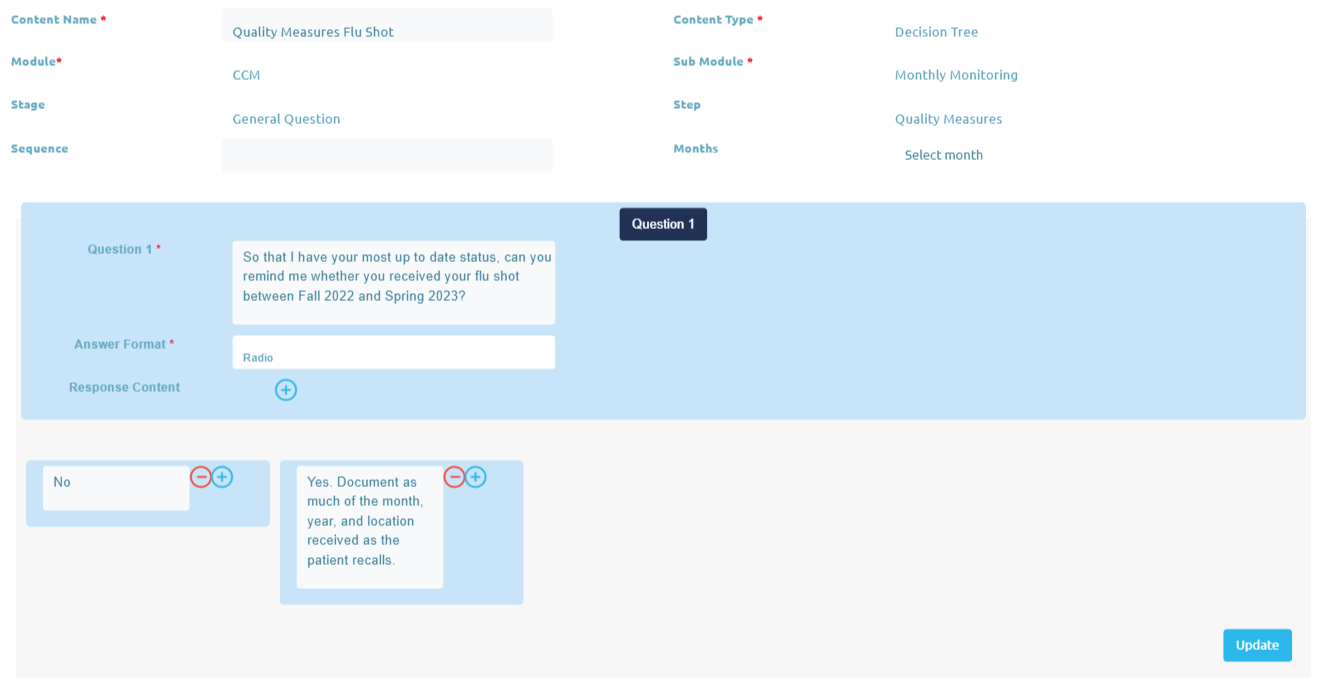 Content Name *
Quality Measures Flu Shot
Content Type *
Decision Tree
Module*
CCM
Sub Module *
Monthly Monitoring
Stage
General Question
Step
Quality Measures
Sequence
Months
Select month
Question 1
Question 1 *
So that I have your most up to date status, can you
remind me whether you received your flu shot
between Fall 2022 and Spring 2023?
Answer Format *
Radio
Response Content
No
Yes. Document as
much of the month,
year, and location
received as the
patient recalls.
Update